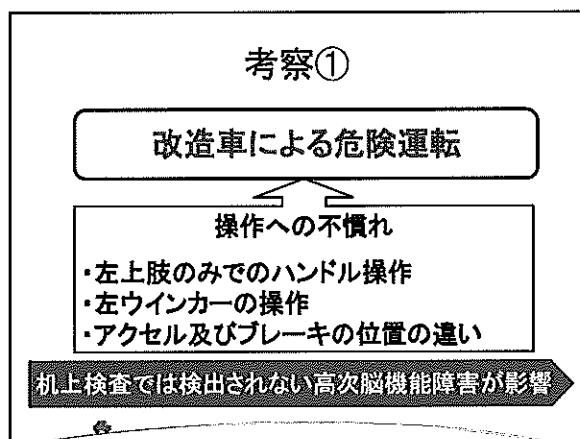 考察①
改造車による危険運転
操作への不慣れ
・左上肢のみでのハンドル操作
・左ウインカーの操作
・アクセル及びブレーキの位置の違い
机上検査では検出されない高次脳機能障害が影響